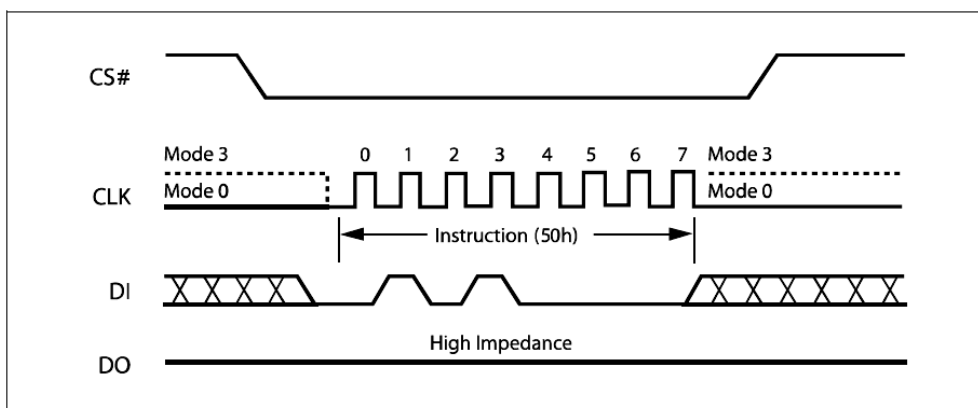 CS#
Mode 3 0 1 2 3 4 5 6 7 Mode 3
Mode 0 Mode 0
CLK
Instruction (50h)
DI
High Impedance
DO